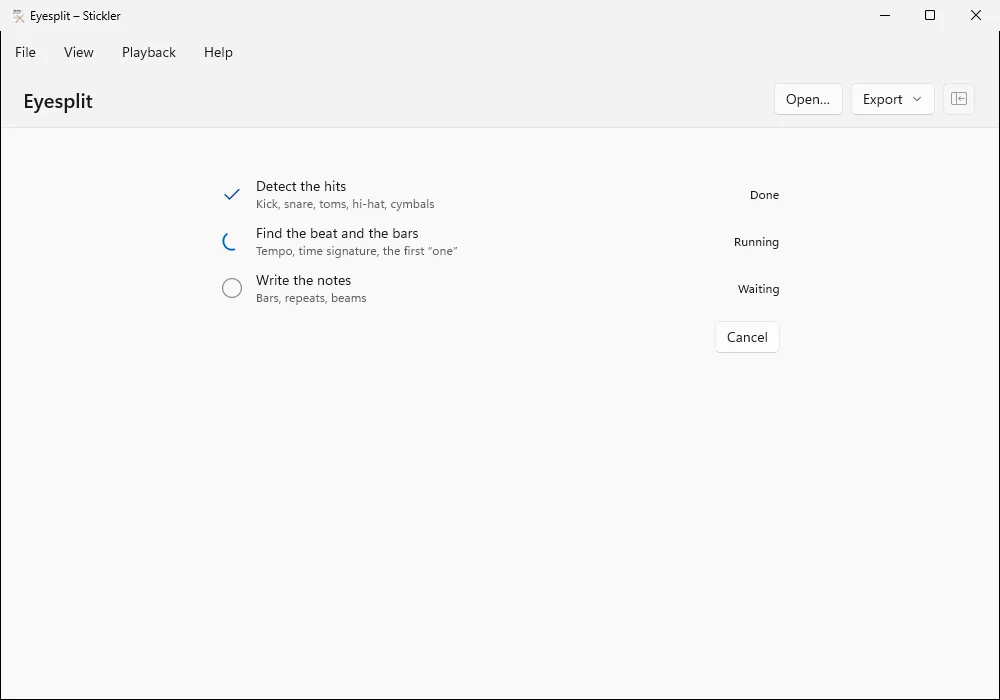 Eyesplit – Stickler
File View Playback Help
Eyesplit
Open... Export
Detect the hits
Kick, snare, toms, hi-hat, cymbals
Done
Find the beat and the bars
Tempo, time signature, the first “one”
Running
Write the notes
Bars, repeats, beams
Waiting
Cancel